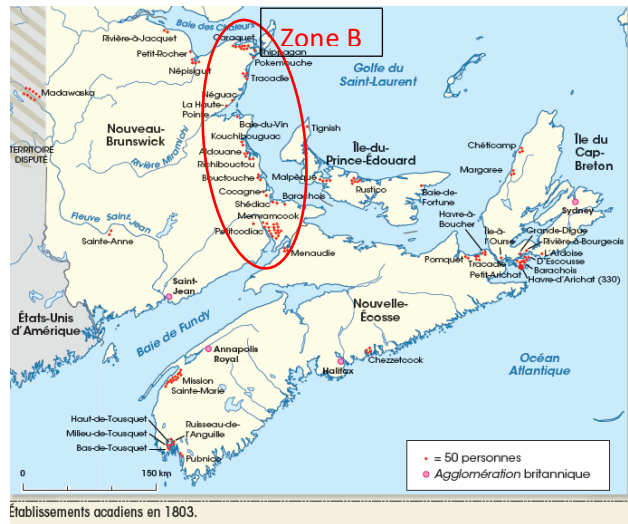 Baie des Chaleurs
Zone B
Rivière-à-Jacquet
Caraquet
Petit-Rocher
Shippagan
Pokemouche
Népisigut
Golfe du
Saint-Laurent
Tracadie
Madawaska
Néguac
La Haute-
Pointe
Baie-du-Vin
Nouveau-
Brunswick
Kouchibouguac
Tignish
Île du
Cap-
Breton
TERRITOIRE
DISPUTÉ
Rivière Miramichi
Aldouane
Richibouctou
Île-du-
Prince-Édouard
Chéticamp
Margaree
Bouctouche
Malpèque
Rustico
Cocagne
Barachois
Baie-de-
Fortune
Shédiac
Sydney
Fleuve Saint-
Jean
Memramcook
Havre-à-
Boucher
Île-à-
l'Ourse
Grande-Digue
Sainte-Anne
Petitcodiac
Rivière-à-Bourgeois
L'Ardoise
Menaudie
Pomquet
Tracadie
D'Escousse
Petit-Arichat
Barachois
Havre-d'Arichat (330)
Saint-
Jean
Nouvelle-
Écosse
États-Unis
d'Amérique
Baie de Fundy
Annapolis
Royal
Halifax
Chezzetcook
Océan
Atlantique
Mission
Sainte-Marie
Haut-de-Tousquet
Ruisseau-de-
l'Anguille
Milieu-de-Tousquet
Bas-de-Tousquet
Pubnico
0 150 km
= 50 personnes
Agglomération britannique
Établissements acadiens en 1803.